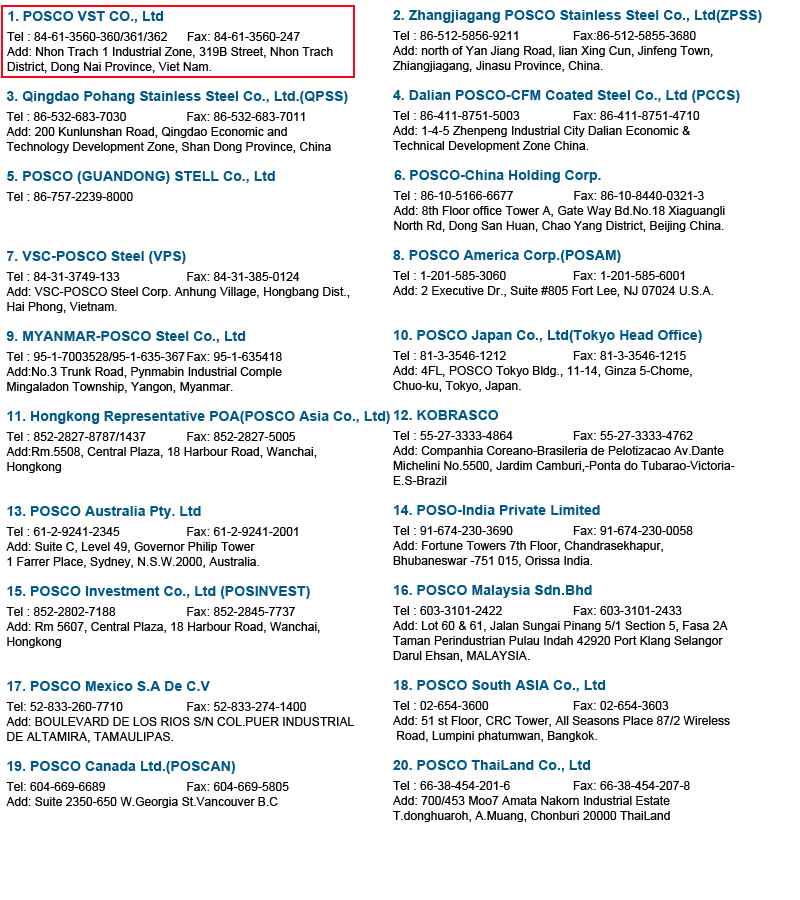 1. POSCO VST CO., Ltd
Tel : 84-61-3560-360/361/362 Fax: 84-61-3560-247
Add: Nhon Trach 1 Industrial Zone, 319B Street, Nhon Trach
District, Dong Nai Province, Viet Nam.
2. Zhangjiagang POSCO Stainless Steel Co., Ltd(ZPSS)
Tel : 86-512-5856-9211 Fax:86-512-5855-3680
Add: north of Yan Jiang Road, lian Xing Cun, Jinfeng Town,
Zhiangjiagang, Jinasu Province, China.
3. Qingdao Pohang Stainless Steel Co., Ltd.(QPSS)
Tel : 86-532-683-7030 Fax: 86-532-683-7011
Add: 200 Kunlunshan Road, Qingdao Economic and
Technology Development Zone, Shan Dong Province, China
4. Dalian POSCO-CFM Coated Steel Co., Ltd (PCCS)
Tel : 86-411-8751-5003 Fax: 86-411-8751-4710
Add: 1-4-5 Zhenpeng Industrial City Dalian Economic &
Technical Development Zone China.
5. POSCO (GUANDONG) STELL Co., Ltd
Tel : 86-757-2239-8000
6. POSCO-China Holding Corp.
Tel : 86-10-5166-6677 Fax: 86-10-8440-0321-3
Add: 8th Floor office Tower A, Gate Way Bd.No.18 Xiaguangli
North Rd, Dong San Huan, Chao Yang District, Beijing China.
7. VSC-POSCO Steel (VPS)
Tel : 84-31-3749-133 Fax: 84-31-385-0124
Add: VSC-POSCO Steel Corp. Anhung Village, Hongbang Dist.,
Hai Phong, Vietnam.
8. POSCO America Corp.(POSAM)
Tel : 1-201-585-3060 Fax: 1-201-585-6001
Add: 2 Executive Dr., Suite #805 Fort Lee, NJ 07024 U.S.A.
9. MYANMAR-POSCO Steel Co., Ltd
Tel : 95-1-7003528/95-1-635-367 Fax: 95-1-635418
Add:No.3 Trunk Road, Pynmabin Industrial Comple
Mingaladon Township, Yangon, Myanmar.
10. POSCO Japan Co., Ltd(Tokyo Head Office)
Tel : 81-3-3546-1212 Fax: 81-3-3546-1215
Add: 4FL, POSCO Tokyo Bldg., 11-14, Ginza 5-Chome,
Chuo-ku, Tokyo, Japan.
11. Hongkong Representative POA(POSCO Asia Co., Ltd)
Tel : 852-2827-8787/1437 Fax: 852-2827-5005
Add:Rm.5508, Central Plaza, 18 Harbour Road, Wanchai,
Hongkong
12. KOBRASCO
Tel : 55-27-3333-4864 Fax: 55-27-3333-4762
Add: Companhia Coreano-Brasileria de Pelotizacao Av.Dante
Michelini No.5500, Jardim Camburi,-Ponta do Tubarao-Victoria-
E.S-Brazil
13. POSCO Australia Pty. Ltd
Tel : 61-2-9241-2345 Fax: 61-2-9241-2001
Add: Suite C, Level 49, Governor Philip Tower
1 Farrer Place, Sydney, N.S.W.2000, Australia.
14. POSO-India Private Limited
Tel : 91-674-230-3690 Fax: 91-674-230-0058
Add: Fortune Towers 7th Floor, Chandrasekhapur,
Bhubaneswar -751 015, Orissa India.
15. POSCO Investment Co., Ltd (POSINVEST)
Tel : 852-2802-7188 Fax: 852-2845-7737
Add: Rm 5607, Central Plaza, 18 Harbour Road, Wanchai,
Hongkong
16. POSCO Malaysia Sdn.Bhd
Tel : 603-3101-2422 Fax: 603-3101-2433
Add: Lot 60 & 61, Jalan Sungai Pinang 5/1 Section 5, Fasa 2A
Taman Perindustrian Pulau Indah 42920 Port Klang Selangor
Darul Ehsan, MALAYSIA.
17. POSCO Mexico S.A De C.V
Tel: 52-833-260-7710 Fax: 52-833-274-1400
Add: BOULEVARD DE LOS RIOS S/N COL.PUER INDUSTRIAL
DE ALTAMIRA, TAMAULIPAS.
18. POSCO South ASIA Co., Ltd
Tel : 02-654-3600 Fax: 02-654-3603
Add: 51 st Floor, CRC Tower, All Seasons Place 87/2 Wireless
Road, Lumpini phatumwan, Bangkok.
19. POSCO Canada Ltd.(POSCAN)
Tel: 604-669-6689 Fax: 604-669-5805
Add: Suite 2350-650 W.Georgia St.Vancouver B.C
20. POSCO ThaiLand Co., Ltd
Tel : 66-38-454-201-6 Fax: 66-38-454-207-8
Add: 700/453 Moo7 Amata Nakorn Industrial Estate
T.donghuaroh, A.Muang, Chonburi 20000 ThaiLand